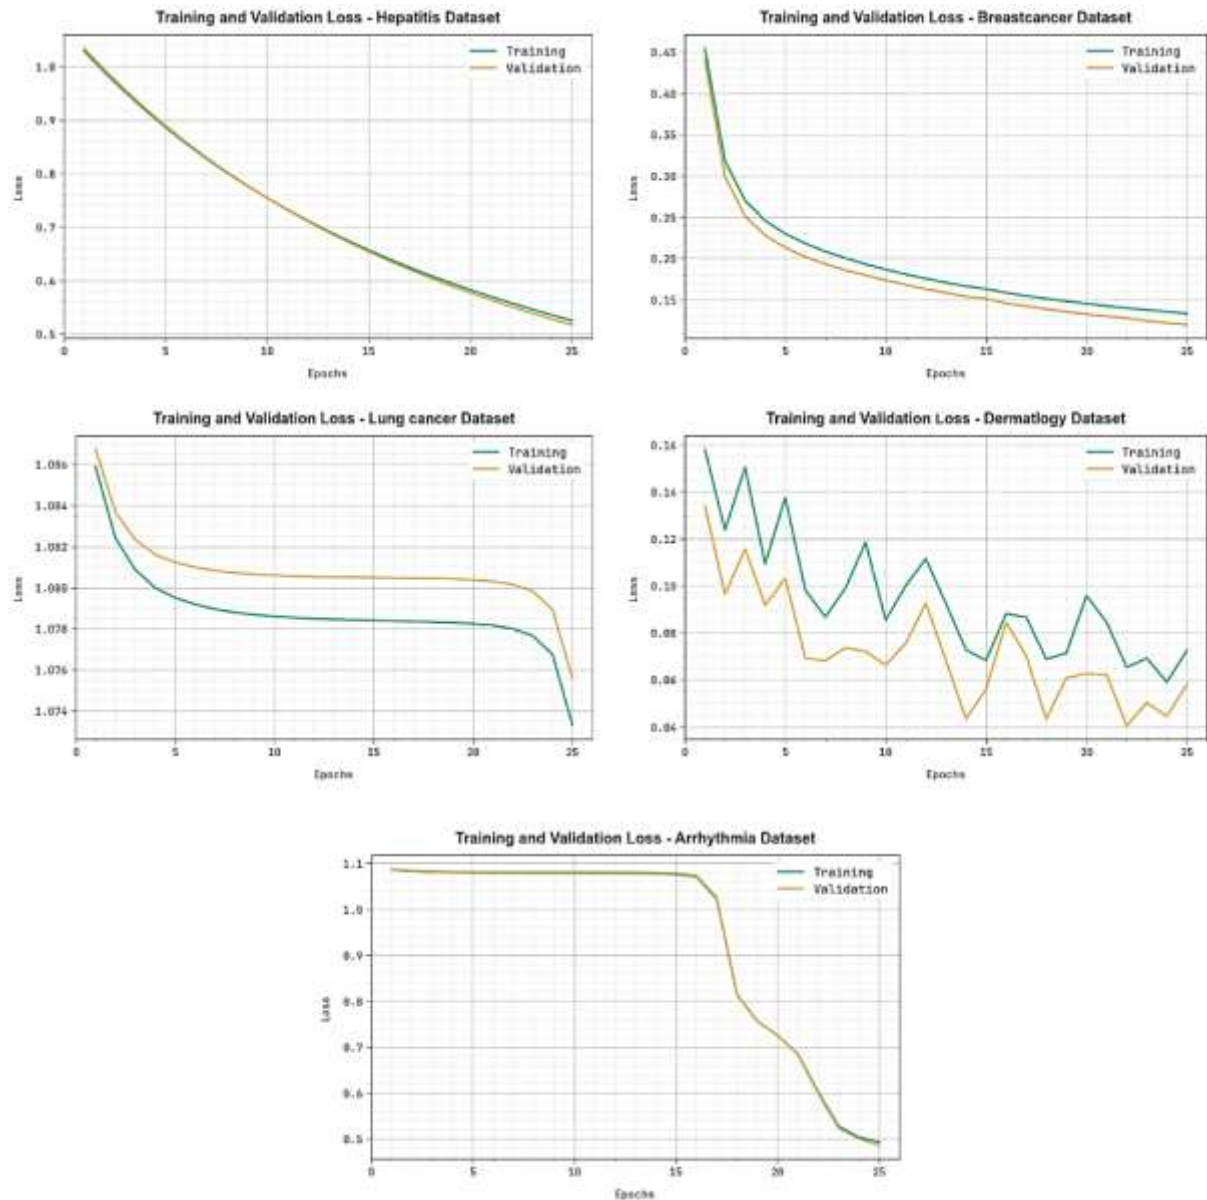 Training and Validation Loss - Hepatitis Dataset
Training
Validation
1.0
0.9
0.8
0.7
0.6
0.5
Loss
0 5 10 15 20 25
Epochs
Training and Validation Loss - Breastcancer Dataset
Training
Validation
0.45
0.40
0.35
0.30
0.25
0.20
0.15
Loss
0 5 10 15 20 25
Epochs
Training and Validation Loss - Lung cancer Dataset
Training
Validation
1.086
1.084
1.082
1.080
1.078
1.076
1.074
Loss
0 5 10 15 20 25
Epochs
Training and Validation Loss - Dermatlogy Dataset
Training
Validation
0.16
0.14
0.12
0.10
0.08
0.06
0.04
Loss
0 5 10 15 20 25
Epochs
Training and Validation Loss - Arrhythmia Dataset
Training
Validation
1.1
1.0
0.9
0.8
0.7
0.6
0.5
Loss
0 5 10 15 20 25
Epochs